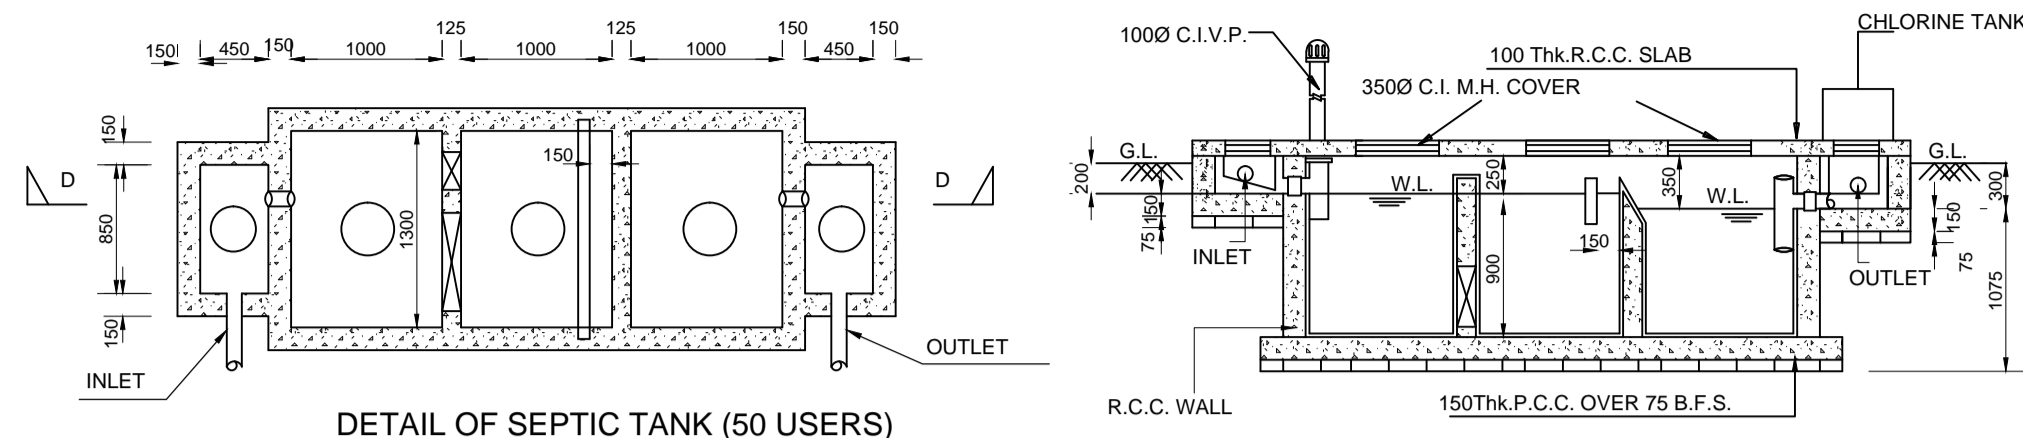 125 125 150 150
150 450 150 1000 1000 1000 450
150
D
850
1300
150
D
150
INLET
OUTLET
DETAIL OF SEPTIC TANK (50 USERS)
CHLORINE TANK
100Ø C.I.V.P.
100 Thk.R.C.C. SLAB
350Ø C.I. M.H. COVER
G.L.
G.L.
200
250
350
300
W.L.
W.L.
150
75
150
75
6
INLET
150
900
OUTLET
1075
R.C.C. WALL
150Thk.P.C.C. OVER 75 B.F.S.